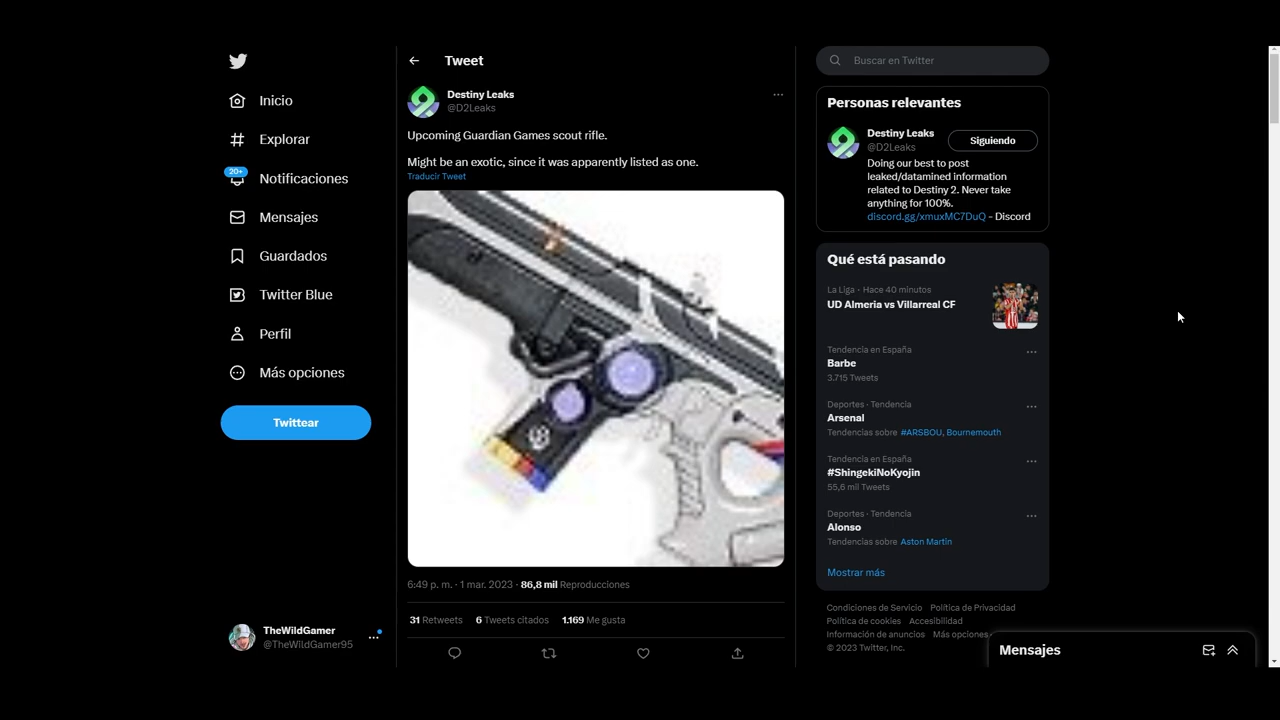 Inicio
Explorar
20+
Notificaciones
Mensajes
Guardados
Twitter Blue
Perfil
Más opciones
Twittear
TheWildGamer
@TheWildGamer95
Tweet
Destiny Leaks
@D2Leaks
Upcoming Guardian Games scout rifle.
Might be an exotic, since it was apparently listed as one.
Traducir Tweet
6:49 p. m. · 1 mar. 2023 · 86,8 mil Reproducciones
31 Retweets 6 Tweets citados 1.169 Me gusta
Buscar en Twitter
Personas relevantes
Destiny Leaks
@D2Leaks
Siguiendo
Doing our best to post
leaked/datamined information
related to Destiny 2. Never take
anything for 100%.
discord.gg/xmuxMC7DuQ - Discord
Qué está pasando
La Liga · Hace 40 minutos
UD Almeria vs Villarreal CF
Tendencia en España
Barbe
3.715 Tweets
Deportes · Tendencia
Arsenal
Tendencias sobre #ARSBOU, Bournemouth
Tendencia en España
#ShingekiNoKyojin
55,6 mil Tweets
Deportes · Tendencia
Alonso
Tendencias sobre Aston Martin
Mostrar más
Condiciones de Servicio Política de Privacidad
Política de cookies Accesibilidad
Información de anuncios Más opciones
© 2023 Twitter, Inc.
Mensajes